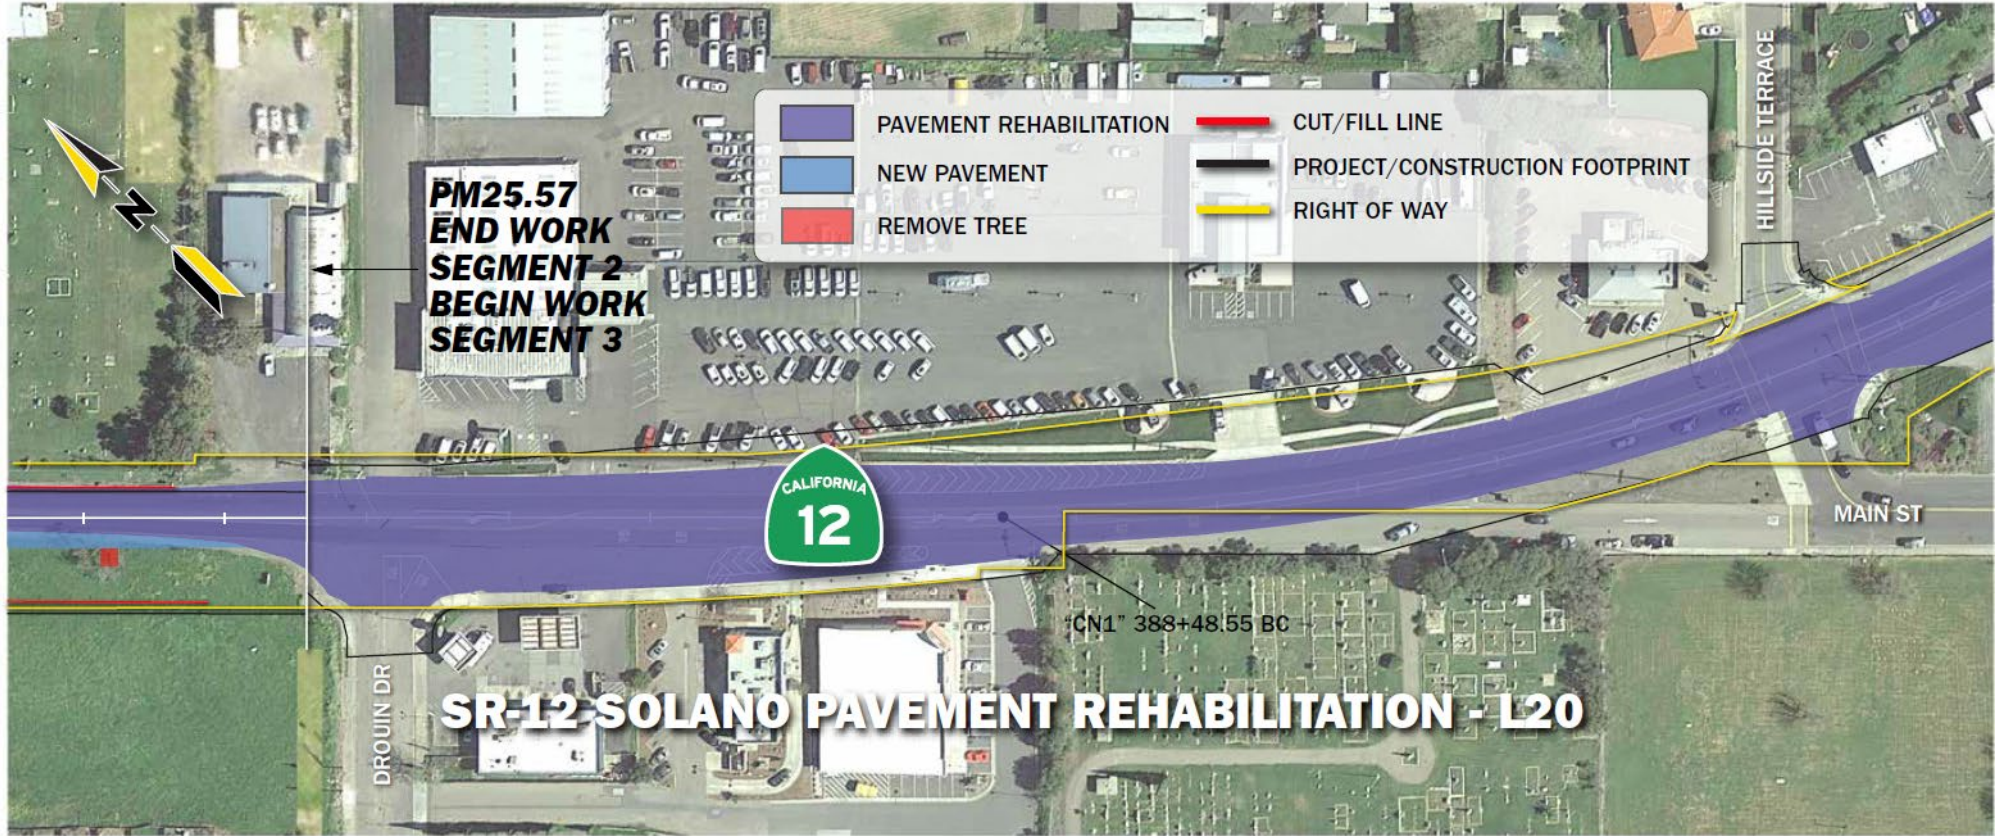 HILLSIDE TERRACE
N
PM25.57
END WORK
SEGMENT 2
BEGIN WORK
SEGMENT 3
PAVEMENT REHABILITATION
NEW PAVEMENT
REMOVE TREE
CUT/FILL LINE
PROJECT/CONSTRUCTION FOOTPRINT
RIGHT OF WAY
CALIFORNIA
12
MAIN ST
"CN1" 388+48.55 BC
DROUIN DR
SR-12 SOLANO PAVEMENT REHABILITATION - L20